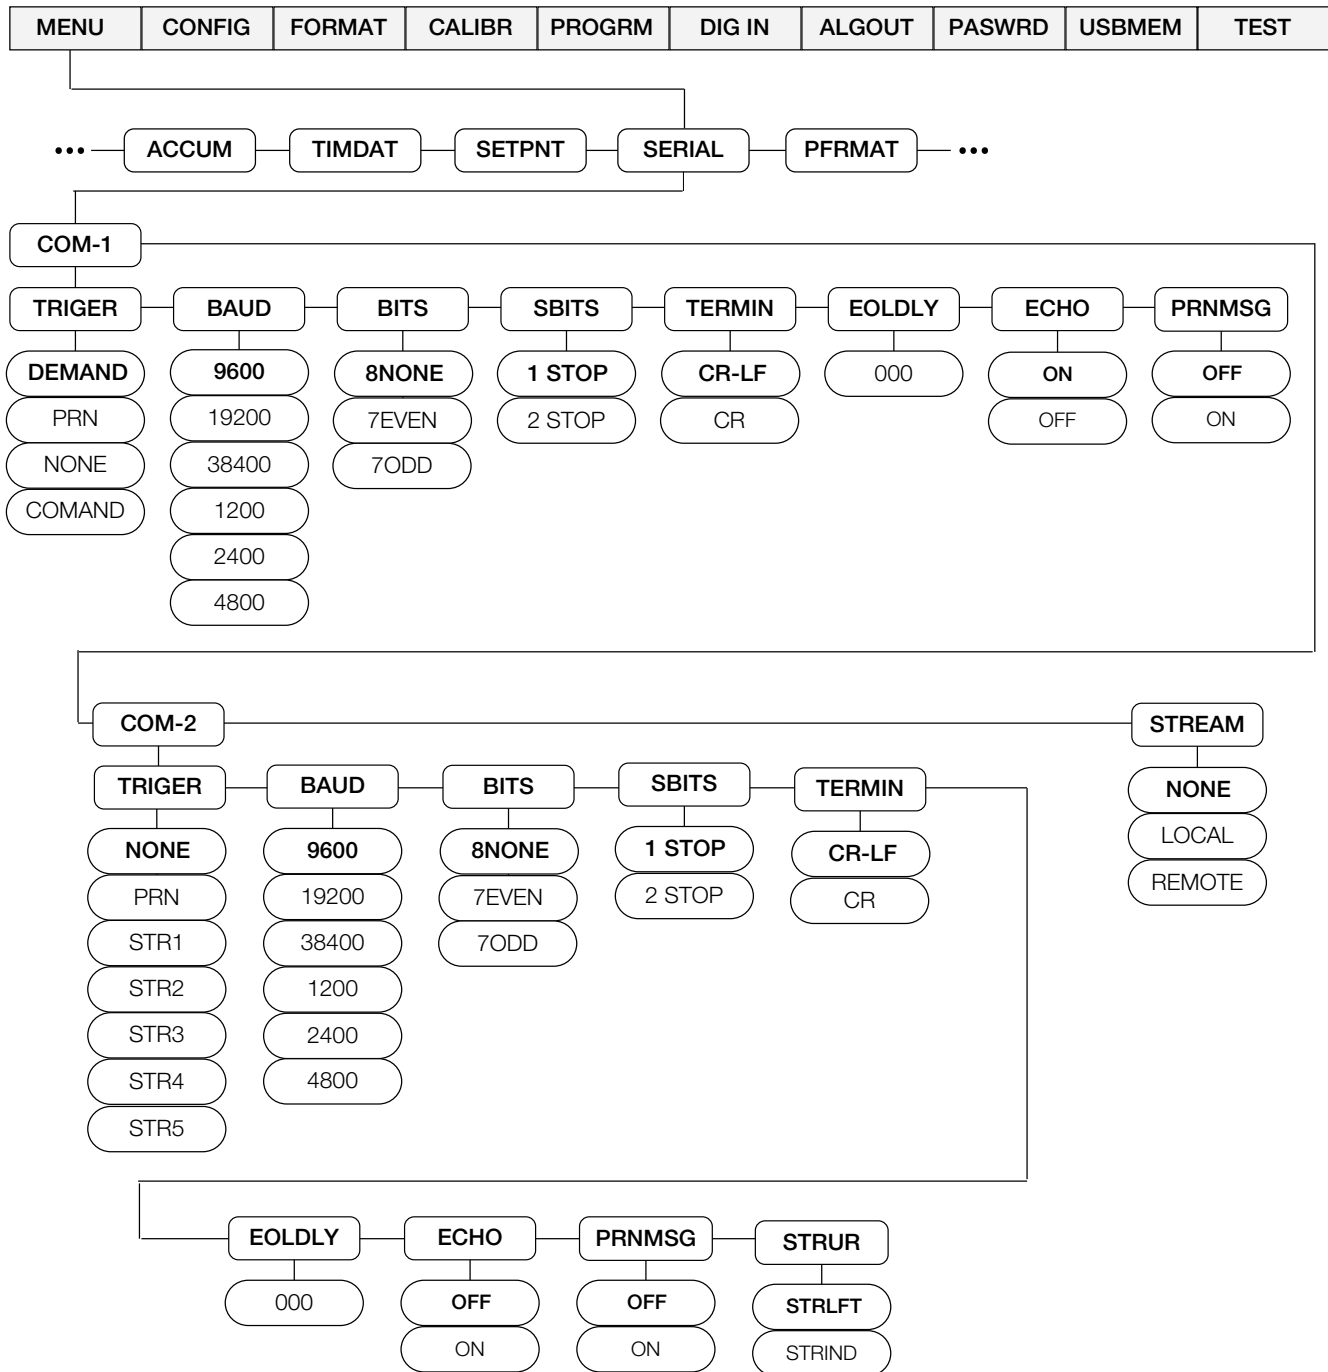 MENU CONFIG FORMAT CALIBR PROGRM DIG IN ALGOUT PASWRD USBMEM TEST
••• ACCUM TIMDAT SETPNT SERIAL PFRMAT •••
COM-1
TRIGER BAUD BITS SBITS TERMIN EOLDLY ECHO PRNMSG
DEMAND 9600 8NONE 1 STOP CR-LF 000 ON OFF
PRN 19200 7EVEN 2 STOP CR OFF ON
NONE 38400 7ODD
COMAND 1200
2400
4800
COM-2 STREAM
TRIGER BAUD BITS SBITS TERMIN NONE
NONE 9600 8NONE 1 STOP CR-LF LOCAL
PRN 19200 7EVEN 2 STOP CR REMOTE
STR1 38400 7ODD
STR2 1200
STR3 2400
STR4 4800
STR5
EOLDLY ECHO PRNMSG STRUR
000 OFF OFF STRLFT
ON ON STRIND